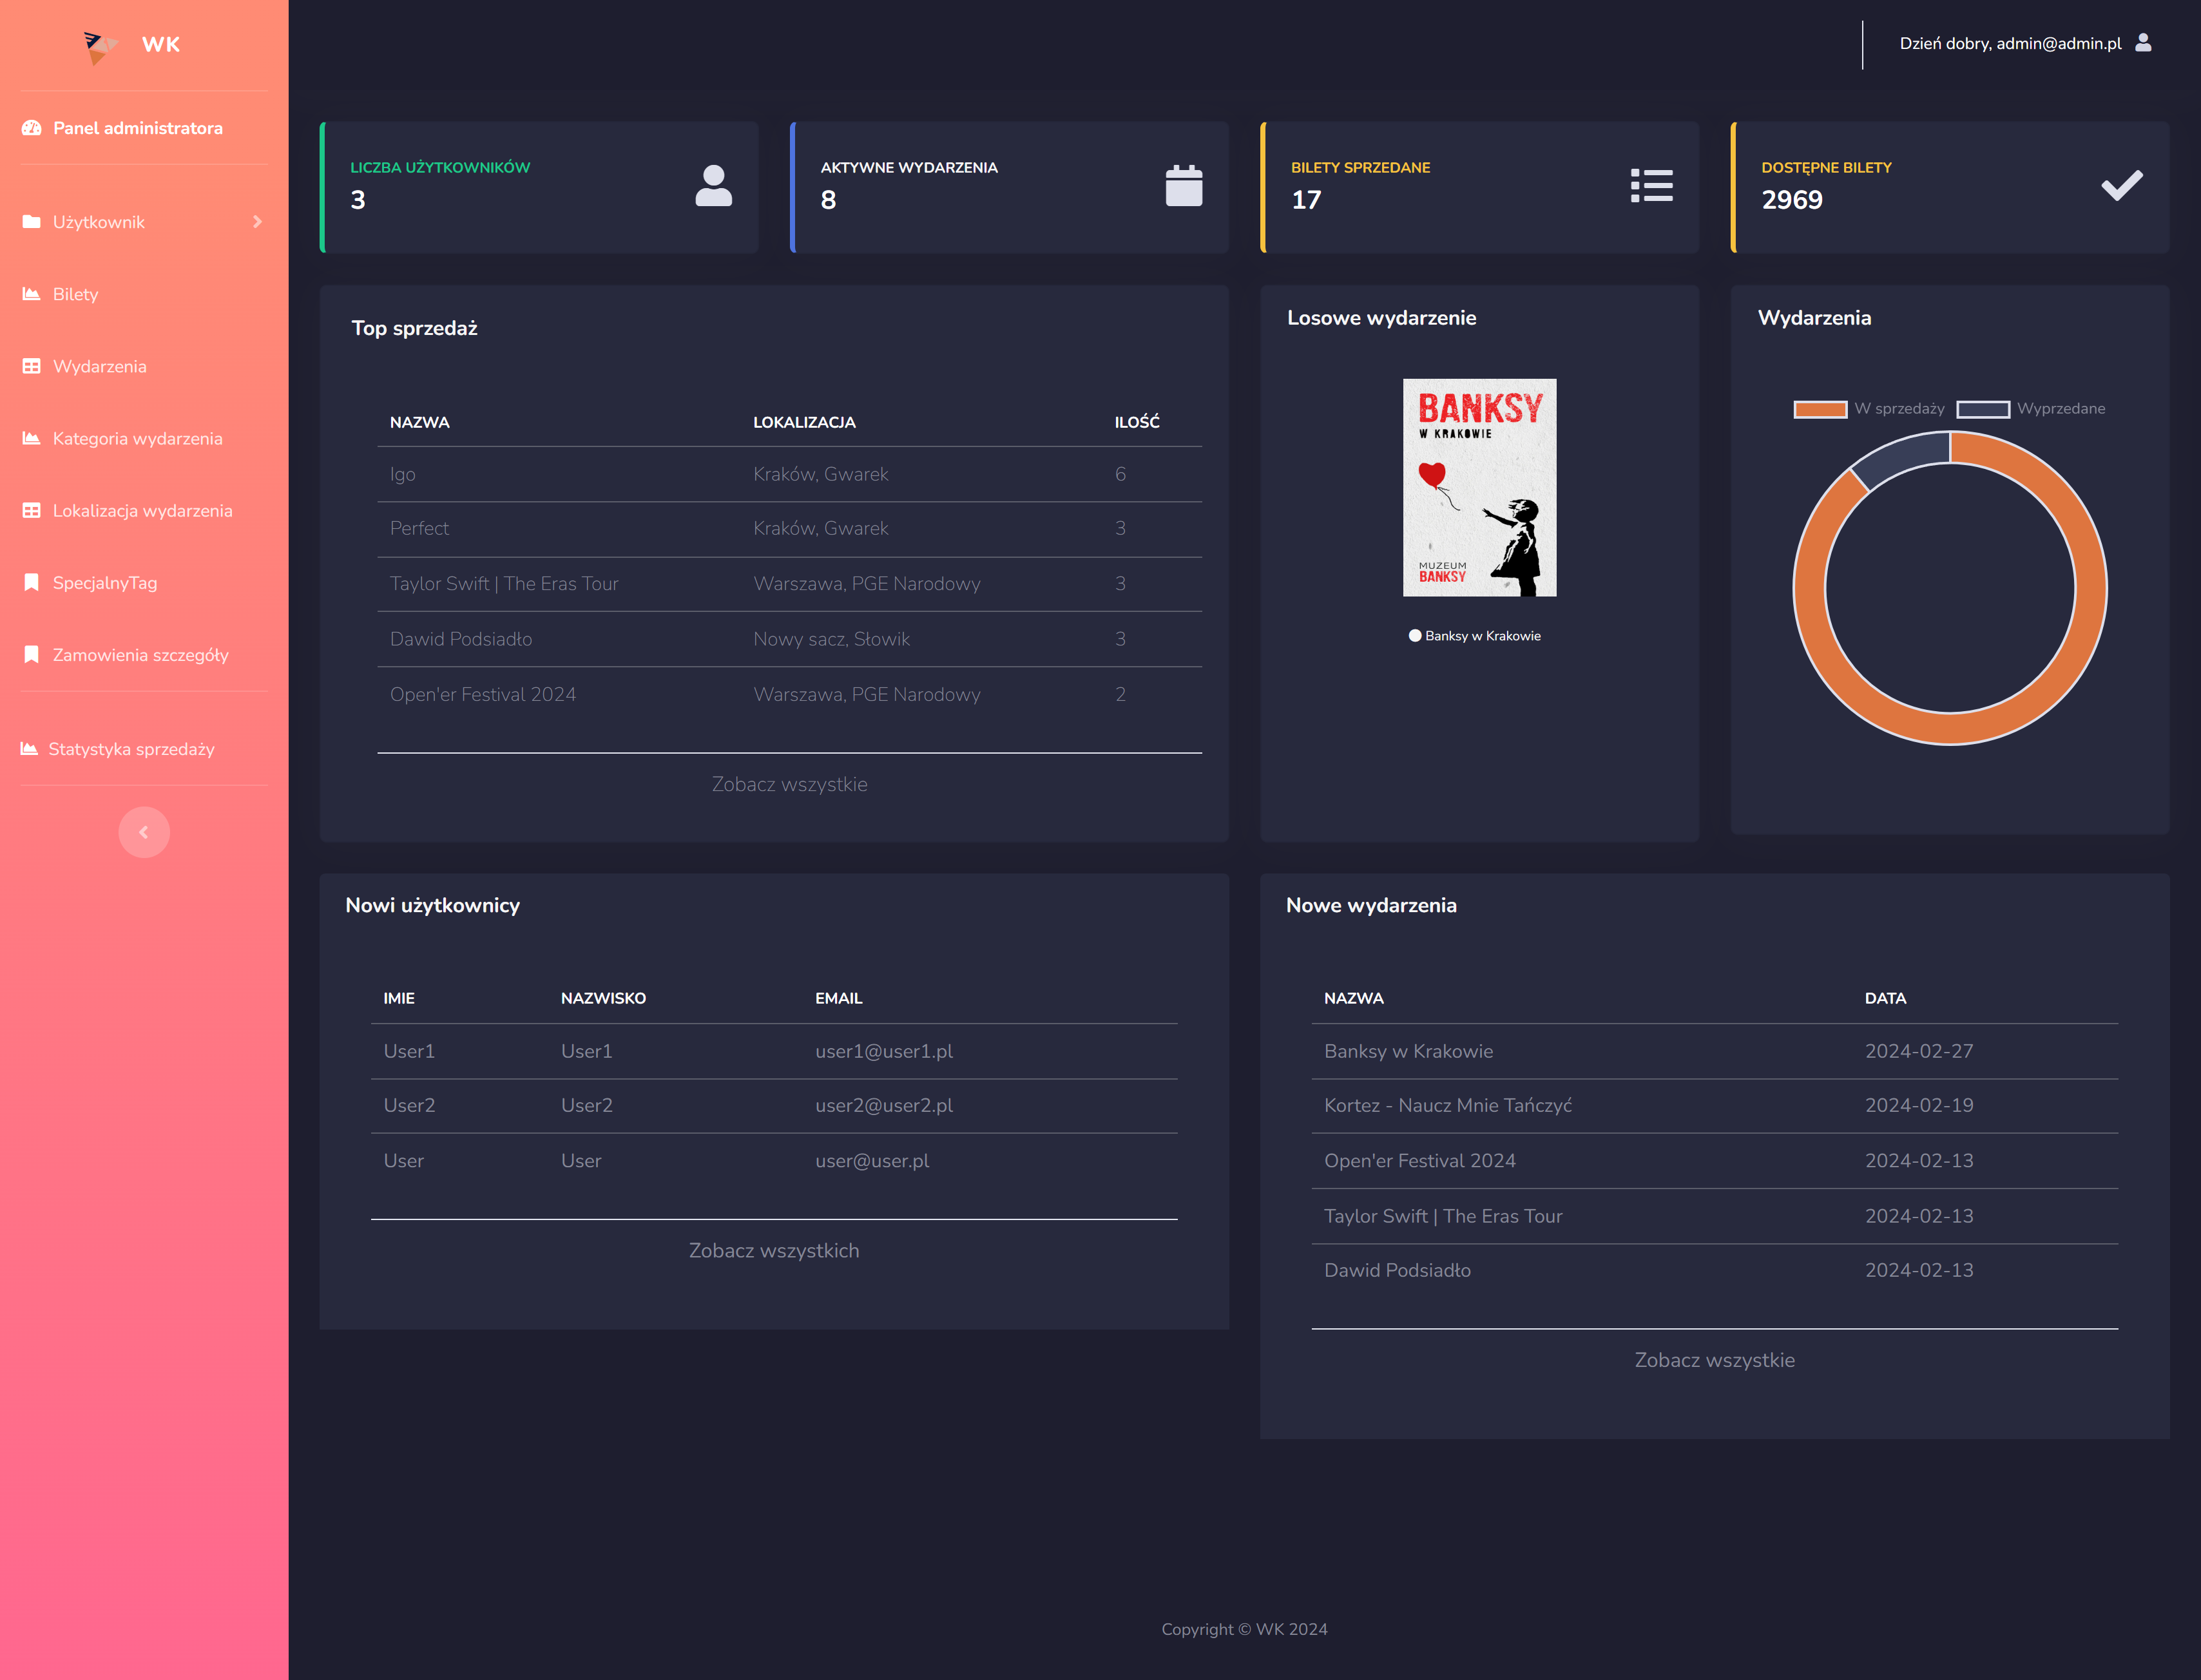 WK
Dzień dobry, admin@admin.pl
Panel administratora
Użytkownik
Bilety
Wydarzenia
Kategoria wydarzenia
Lokalizacja wydarzenia
SpecjalnyTag
Zamowienia szczegóły
Statystyka sprzedaży
LICZBA UŻYTKOWNIKÓW
3
AKTYWNE WYDARZENIA
8
BILETY SPRZEDANE
17
DOSTĘPNE BILETY
2969
Top sprzedaż
NAZWA LOKALIZACJA ILOŚĆ
Igo Kraków, Gwarek 6
Perfect Kraków, Gwarek 3
Taylor Swift | The Eras Tour Warszawa, PGE Narodowy 3
Dawid Podsiadło Nowy sacz, Słowik 3
Open'er Festival 2024 Warszawa, PGE Narodowy 2
Zobacz wszystkie
Losowe wydarzenie
BANKSY
W KRAKOWIE
MUZEUM
BANKSY
Banksy w Krakowie
Wydarzenia
W sprzedaży Wyprzedane
Nowi użytkownicy
IMIE NAZWISKO EMAIL
User1 User1 user1@user1.pl
User2 User2 user2@user2.pl
User User user@user.pl
Zobacz wszystkich
Nowe wydarzenia
NAZWA DATA
Banksy w Krakowie 2024-02-27
Kortez - Naucz Mnie Tańczyć 2024-02-19
Open'er Festival 2024 2024-02-13
Taylor Swift | The Eras Tour 2024-02-13
Dawid Podsiadło 2024-02-13
Zobacz wszystkie
Copyright © WK 2024